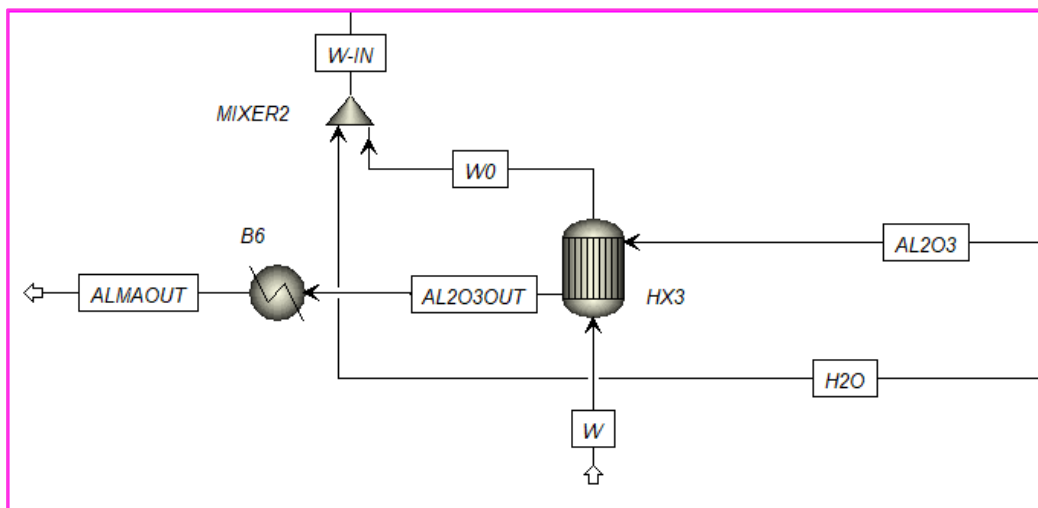 W-IN
MIXER2
W0
B6
AL2O3
ALMAOUT
AL2O3OUT
HX3
H2O
W